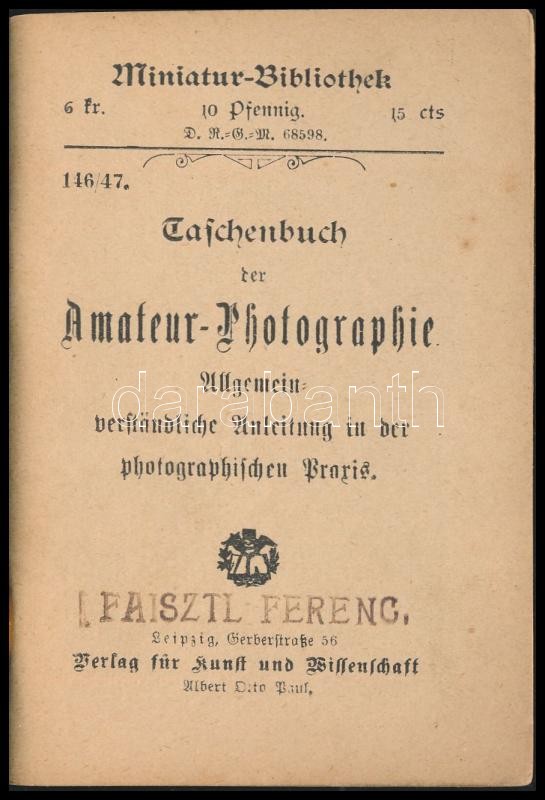 Miniatur-Bibliothek
6 kr. 10 Pfennig. 15 cts
D. R.=G.=M. 68598.
146/47.
Taschenbuch
der
Amateur-Photographie.
Allgemein=
darabanth
verständliche Anleitung in der
photographischen Praxis.
FAISZTL FERENC.
Leipzig, Gerberstraße 56
Verlag für Kunst und Wissenschaft
Albert Otto Paul.